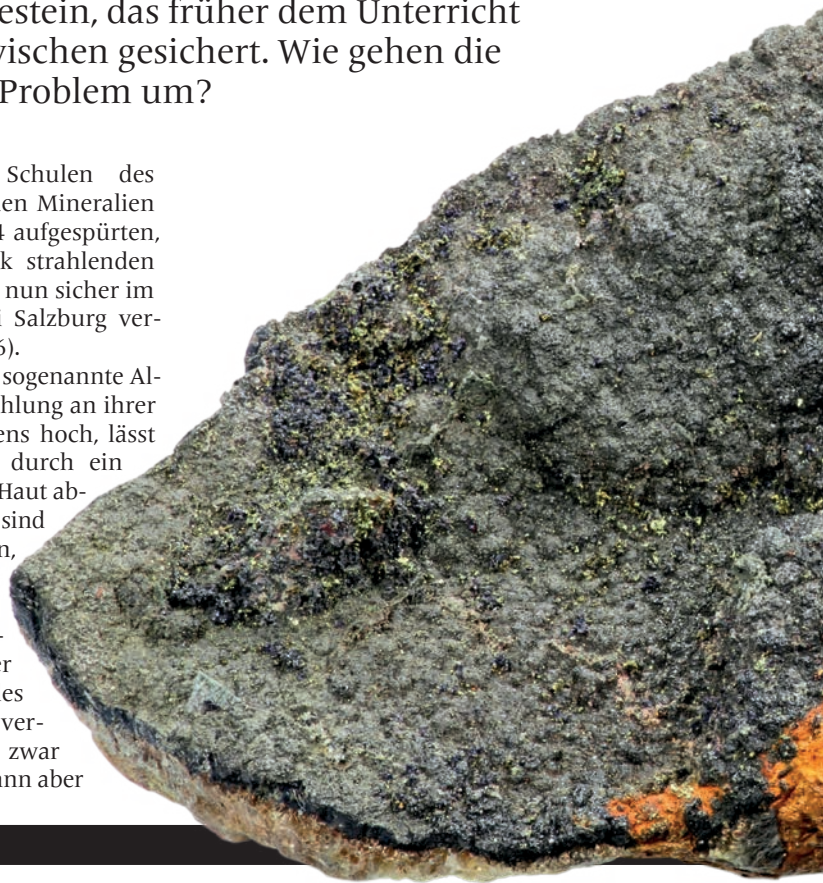 estein, das früher dem Unterricht
wischen gesichert. Wie gehen die
Problem um?
Schulen des
en Mineralien
4 aufgespürten,
k strahlenden
nun sicher im
i Salzburg ver-
6).
sogenannte Al-
hlung an ihrer
ens hoch, lässt
durch ein
Haut ab-
sind
n,
-
er
es
ver-
zwar
ann aber